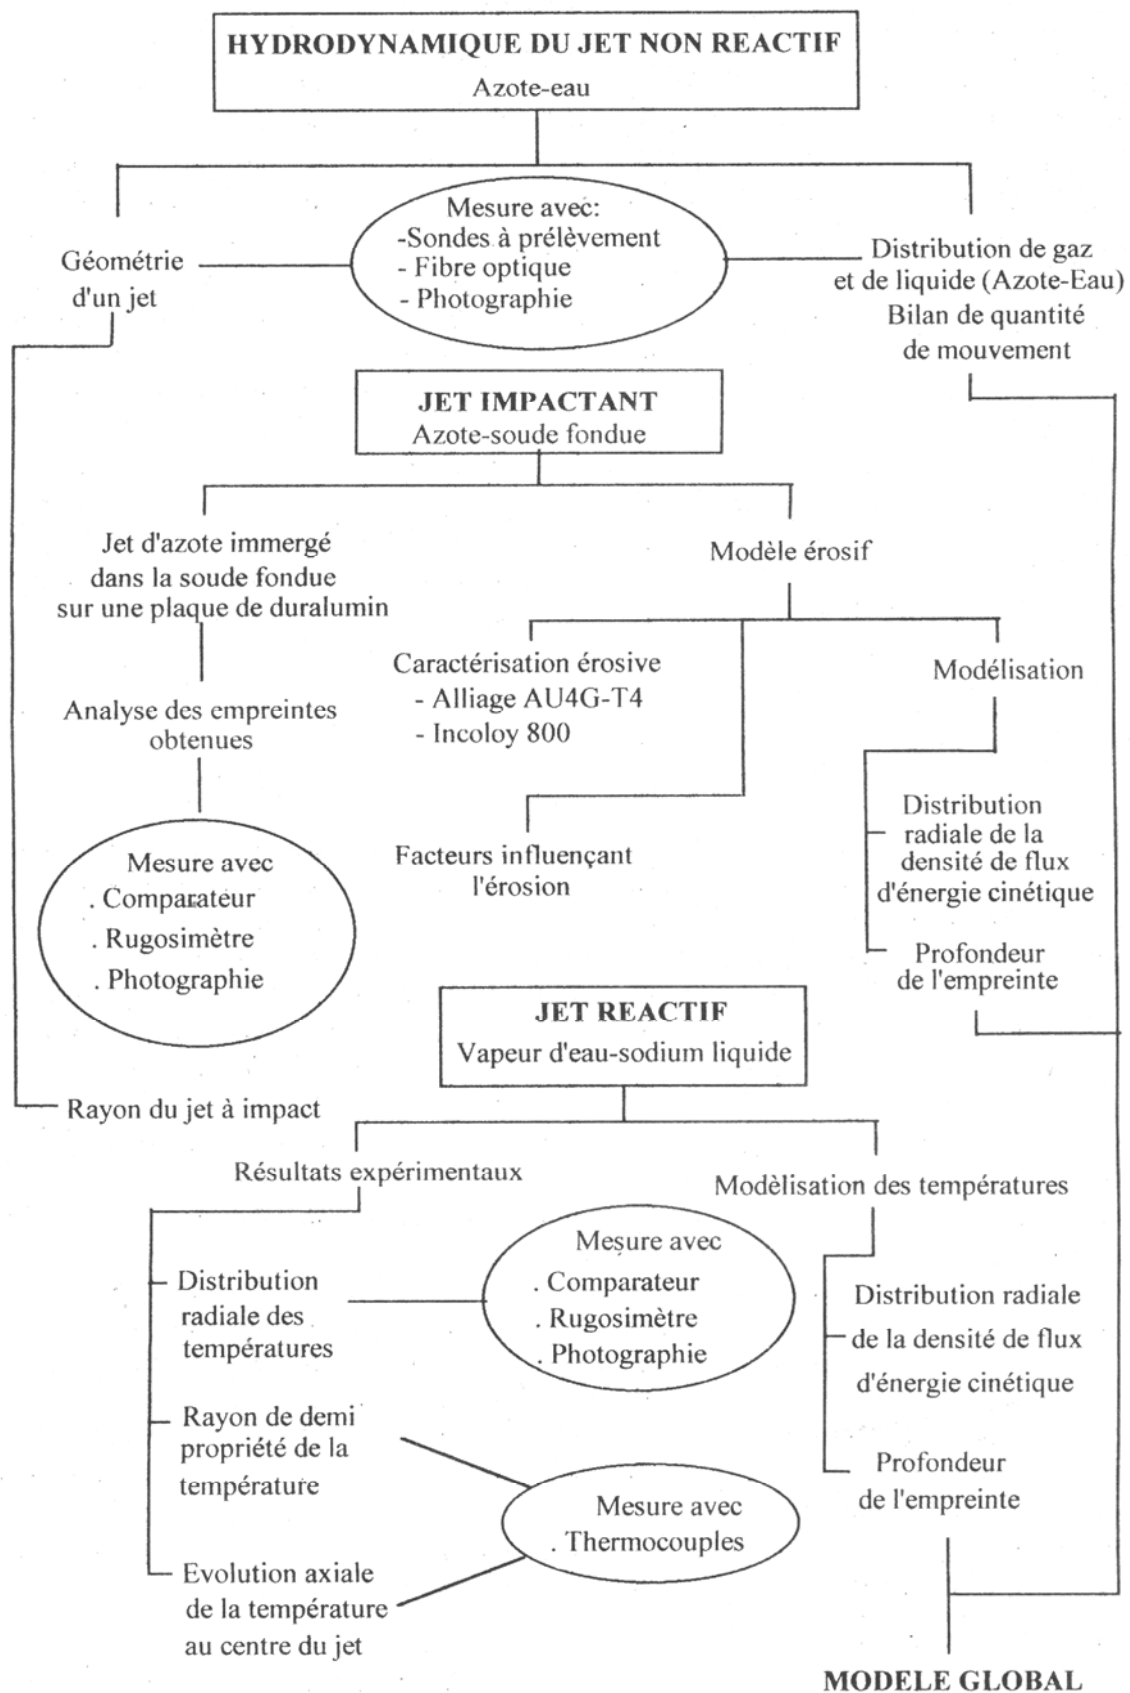 HYDRODYNAMIQUE DU JET NON REACTIF
Azote-eau
Géométrie
d'un jet
Mesure avec:
-Sondes à prélèvement
- Fibre optique
- Photographie
Distribution de gaz
et de liquide (Azote-Eau)
Bilan de quantité
de mouvement
JET IMPACTANT
Azote-soude fondue
Jet d'azote immergé
dans la soude fondue
sur une plaque de duralumin
Analyse des empreintes
obtenues
Mesure avec
. Comparateur
. Rugosimètre
. Photographie
Modèle érosif
Caractérisation érosive
- Alliage AU4G-T4
- Incoloy 800
Facteurs influençant
l'érosion
Modélisation
Distribution
radiale de la
densité de flux
d'énergie cinétique
Profondeur
de l'empreinte
Rayon du jet à impact
JET REACTIF
Vapeur d'eau-sodium liquide
Résultats expérimentaux
Distribution
radiale des
températures
Rayon de demi
propriété de la
température
Evolution axiale
de la température
au centre du jet
Mesure avec
. Comparateur
. Rugosimètre
. Photographie
Mesure avec
. Thermocouples
Modèlisation des températures
Distribution radiale
de la densité de flux
d'énergie cinétique
Profondeur
de l'empreinte
MODELE GLOBAL